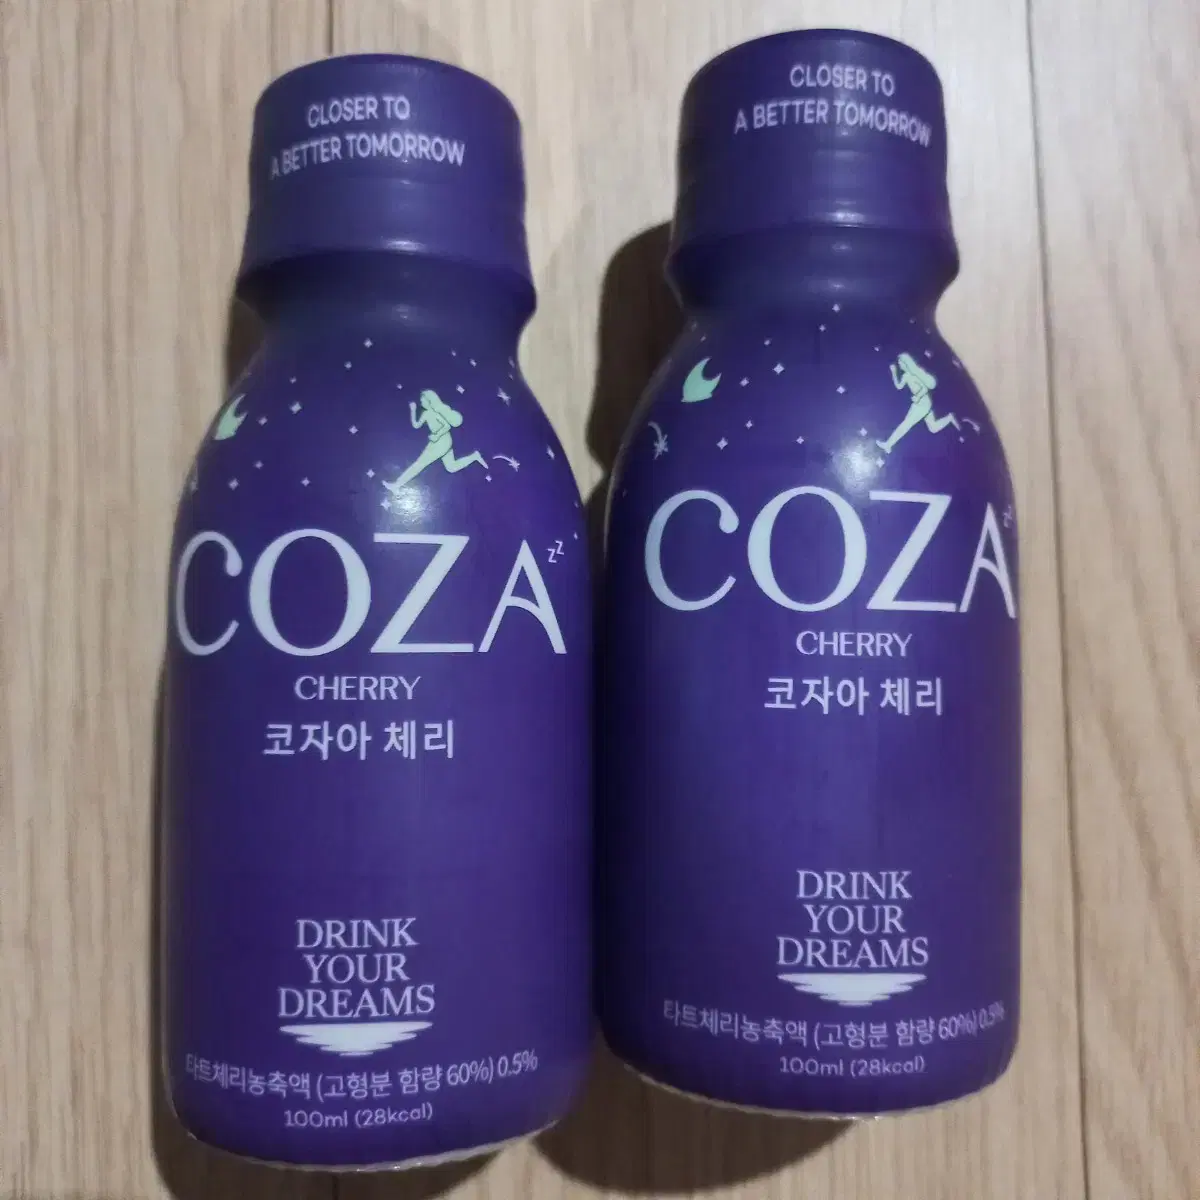 CLOSER TO
A BETTER TOMORROW
COZA zz
CHERRY
코자아 체리
DRINK
YOUR
DREAMS
타트체리농축액 (고형분 함량 60%) 0.5%
100ml (28kcal)
CLOSER TO
A BETTER TOMORROW
COZA zz
CHERRY
코자아 체리
DRINK
YOUR
DREAMS
타트체리농축액 (고형분 함량 60%) 0.5%
100ml (28kcal)